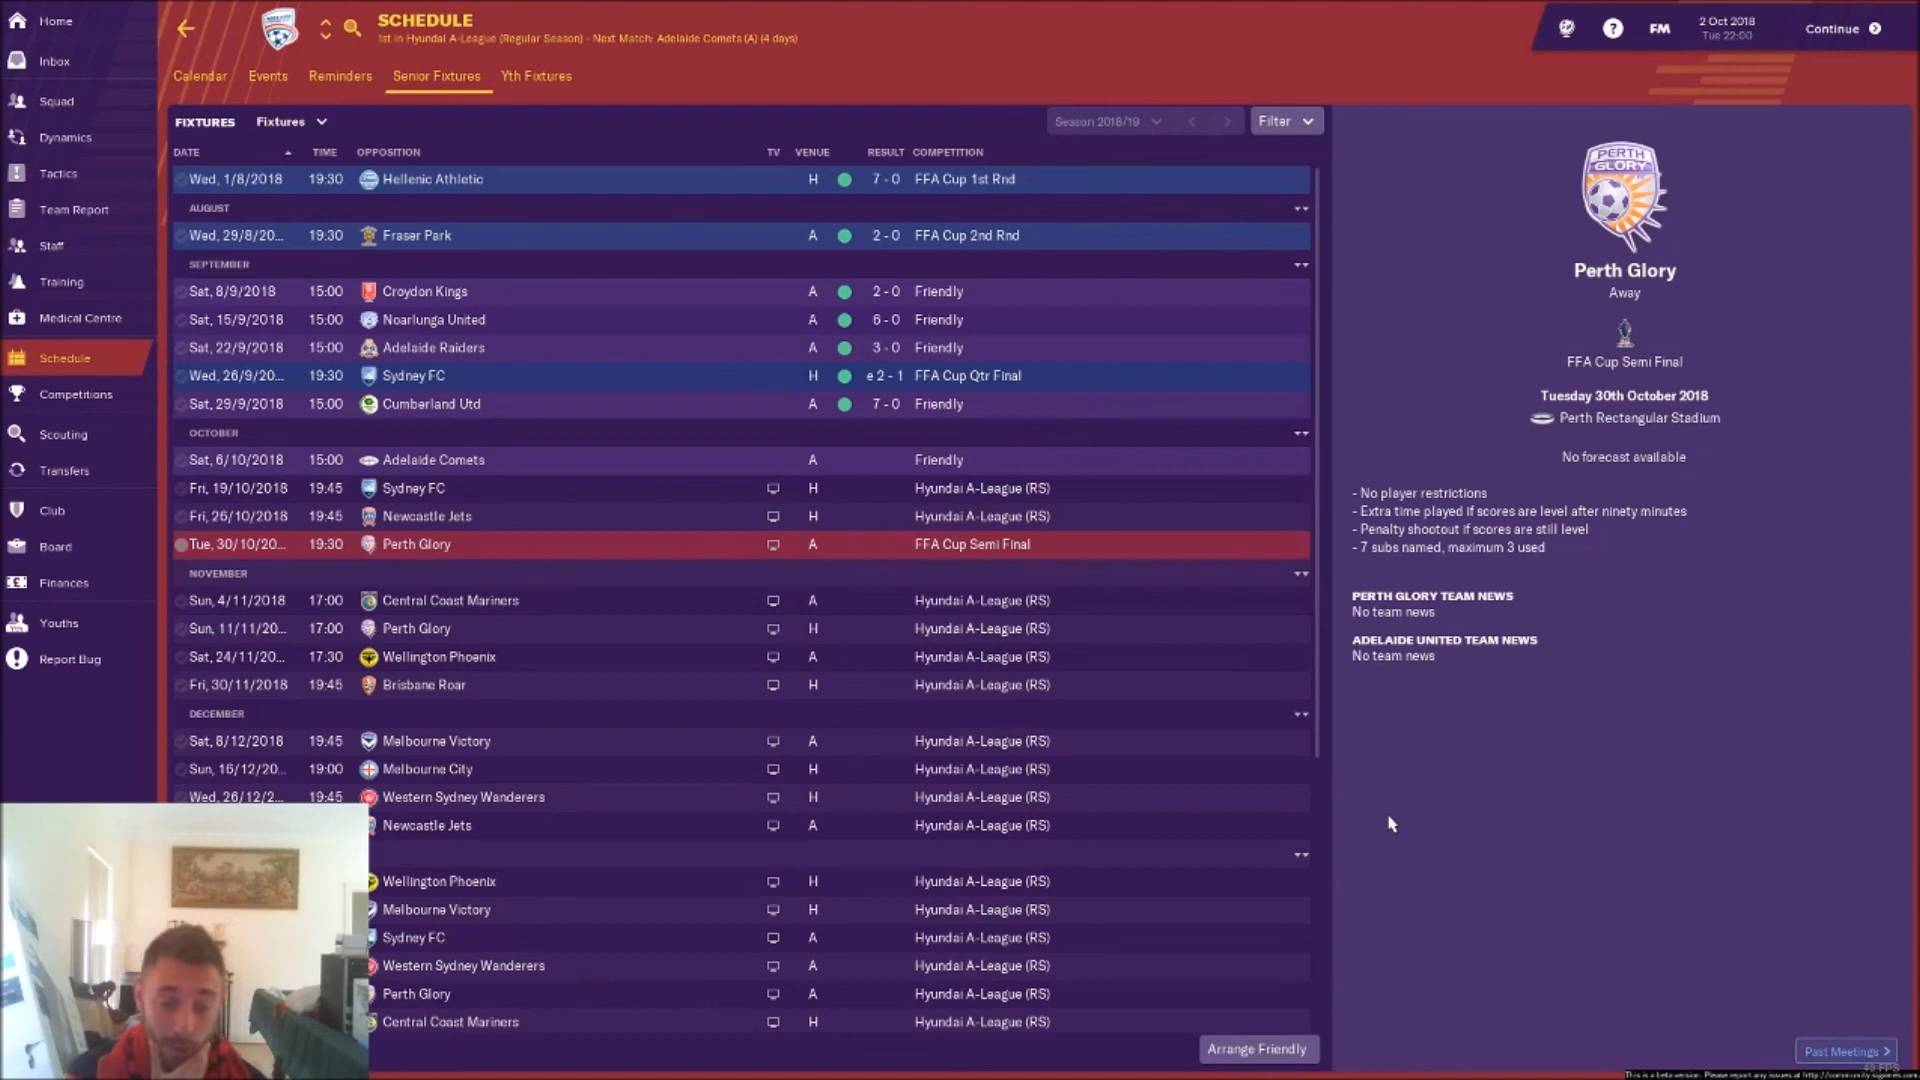 Home
Inbox
Squad
Dynamics
Tactics
Team Report
Staff
Training
Medical Centre
Schedule
Competitions
Scouting
Transfers
Club
Board
Finances
Youths
Report Bug
SCHEDULE
1st in Hyundai A-League (Regular Season) - Next Match: Adelaide Comets (A) (4 days)
FM
2 Oct 2018
Tue 22:00
Continue
Calendar Events Reminders Senior Fixtures Yth Fixtures
FIXTURES Fixtures Season 2018/19 Filter
DATE TIME OPPOSITION TV VENUE RESULT COMPETITION
Wed, 1/8/2018 19:30 Hellenic Athletic H 7 - 0 FFA Cup 1st Rnd
AUGUST
Wed, 29/8/20... 19:30 Fraser Park A 2 - 0 FFA Cup 2nd Rnd
SEPTEMBER
Sat, 8/9/2018 15:00 Croydon Kings A 2 - 0 Friendly
Sat, 15/9/2018 15:00 Noarlunga United A 6 - 0 Friendly
Sat, 22/9/2018 15:00 Adelaide Raiders A 3 - 0 Friendly
Wed, 26/9/20... 19:30 Sydney FC H e 2 - 1 FFA Cup Qtr Final
Sat, 29/9/2018 15:00 Cumberland Utd A 7 - 0 Friendly
OCTOBER
Sat, 6/10/2018 15:00 Adelaide Comets A Friendly
Fri, 19/10/2018 19:45 Sydney FC H Hyundai A-League (RS)
Fri, 26/10/2018 19:45 Newcastle Jets H Hyundai A-League (RS)
Tue, 30/10/20... 19:30 Perth Glory A FFA Cup Semi Final
NOVEMBER
Sun, 4/11/2018 17:00 Central Coast Mariners A Hyundai A-League (RS)
Sun, 11/11/20... 17:00 Perth Glory H Hyundai A-League (RS)
Sat, 24/11/20... 17:30 Wellington Phoenix A Hyundai A-League (RS)
Fri, 30/11/2018 19:45 Brisbane Roar H Hyundai A-League (RS)
DECEMBER
Sat, 8/12/2018 19:45 Melbourne Victory A Hyundai A-League (RS)
Sun, 16/12/20... 19:00 Melbourne City H Hyundai A-League (RS)
Wed, 26/12/2... 19:45 Western Sydney Wanderers H Hyundai A-League (RS)
Newcastle Jets A Hyundai A-League (RS)
Wellington Phoenix H Hyundai A-League (RS)
Melbourne Victory H Hyundai A-League (RS)
Sydney FC A Hyundai A-League (RS)
Western Sydney Wanderers A Hyundai A-League (RS)
Perth Glory A Hyundai A-League (RS)
Central Coast Mariners H Hyundai A-League (RS)
Arrange Friendly
PERTH
GLORY
Perth Glory
Away
FFA Cup Semi Final
Tuesday 30th October 2018
Perth Rectangular Stadium
No forecast available
- No player restrictions
- Extra time played if scores are level after ninety minutes
- Penalty shootout if scores are still level
- 7 subs named, maximum 3 used
PERTH GLORY TEAM NEWS
No team news
ADELAIDE UNITED TEAM NEWS
No team news
Past Meetings
This is a beta version. Please report any issues at